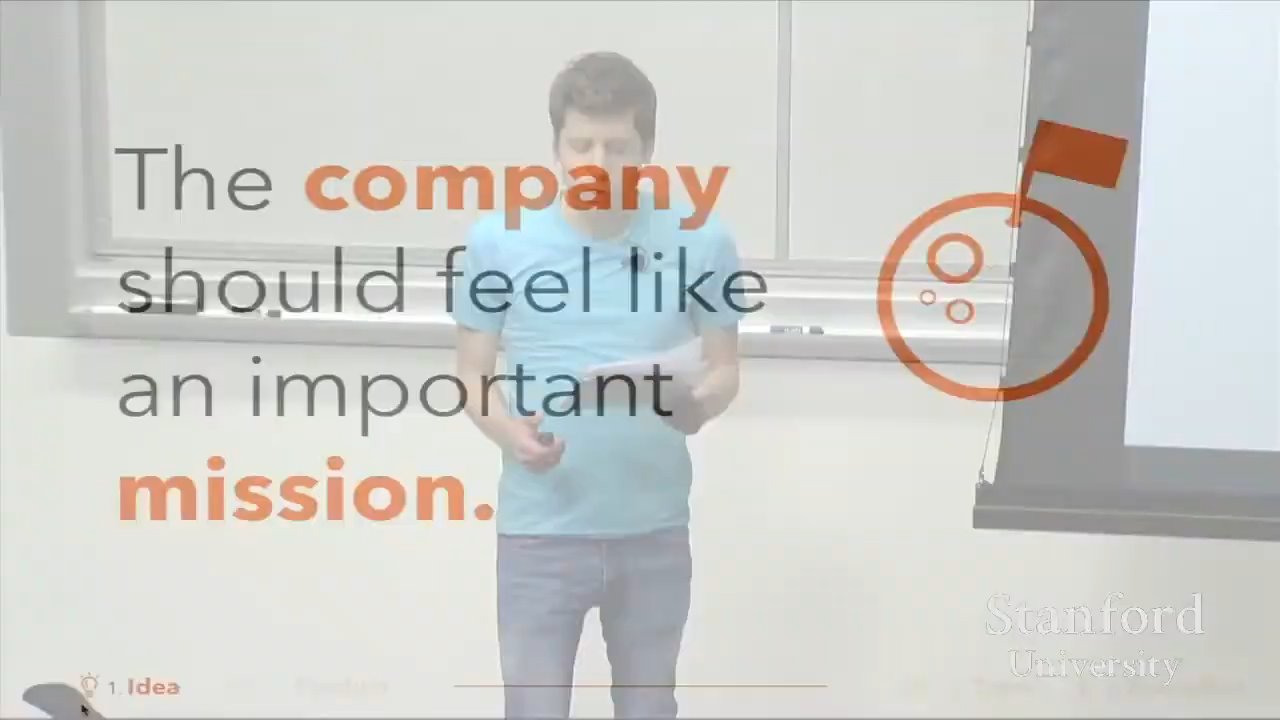 The company
should feel like
an important
mission.
Stanford
University
1. Idea